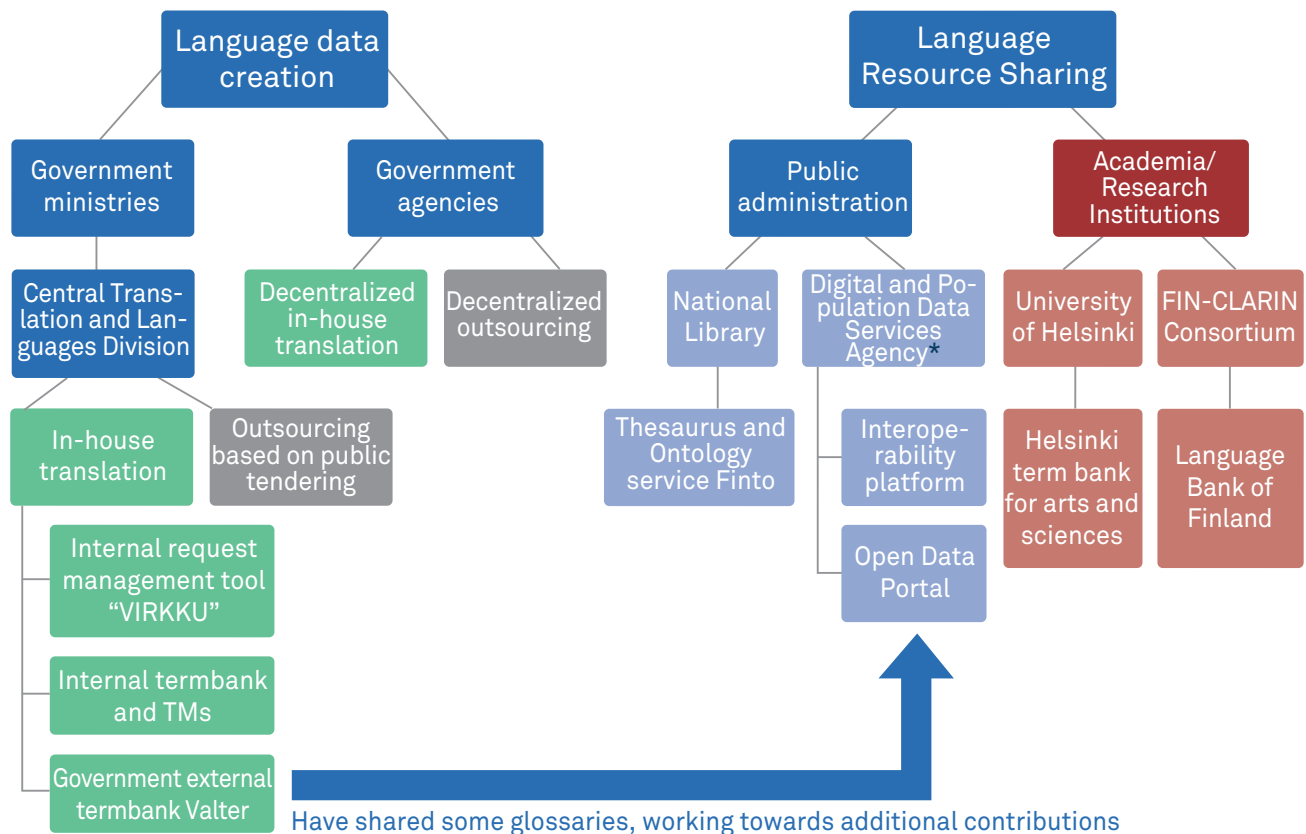 Language data
creation
Language
Resource Sharing
Government
ministries
Government
agencies
Public
administration
Academia/
Research
Institutions
Central Trans-
lation and Lan-
guages Division
Decentralized
in-house
translation
Decentralized
outsourcing
National
Library
Digital and Po-
pulation Data
Services
Agency*
University
of Helsinki
FIN-CLARIN
Consortium
In-house
translation
Outsourcing
based on public
tendering
Thesaurus and
Ontology
service Finto
Interope-
rability
platform
Helsinki
term bank
for arts and
sciences
Language
Bank of
Finland
Internal request
management tool
“VIRKKU”
Open Data
Portal
Internal termbank
and TMs
Government external
termbank Valter
Have shared some glossaries, working towards additional contributions